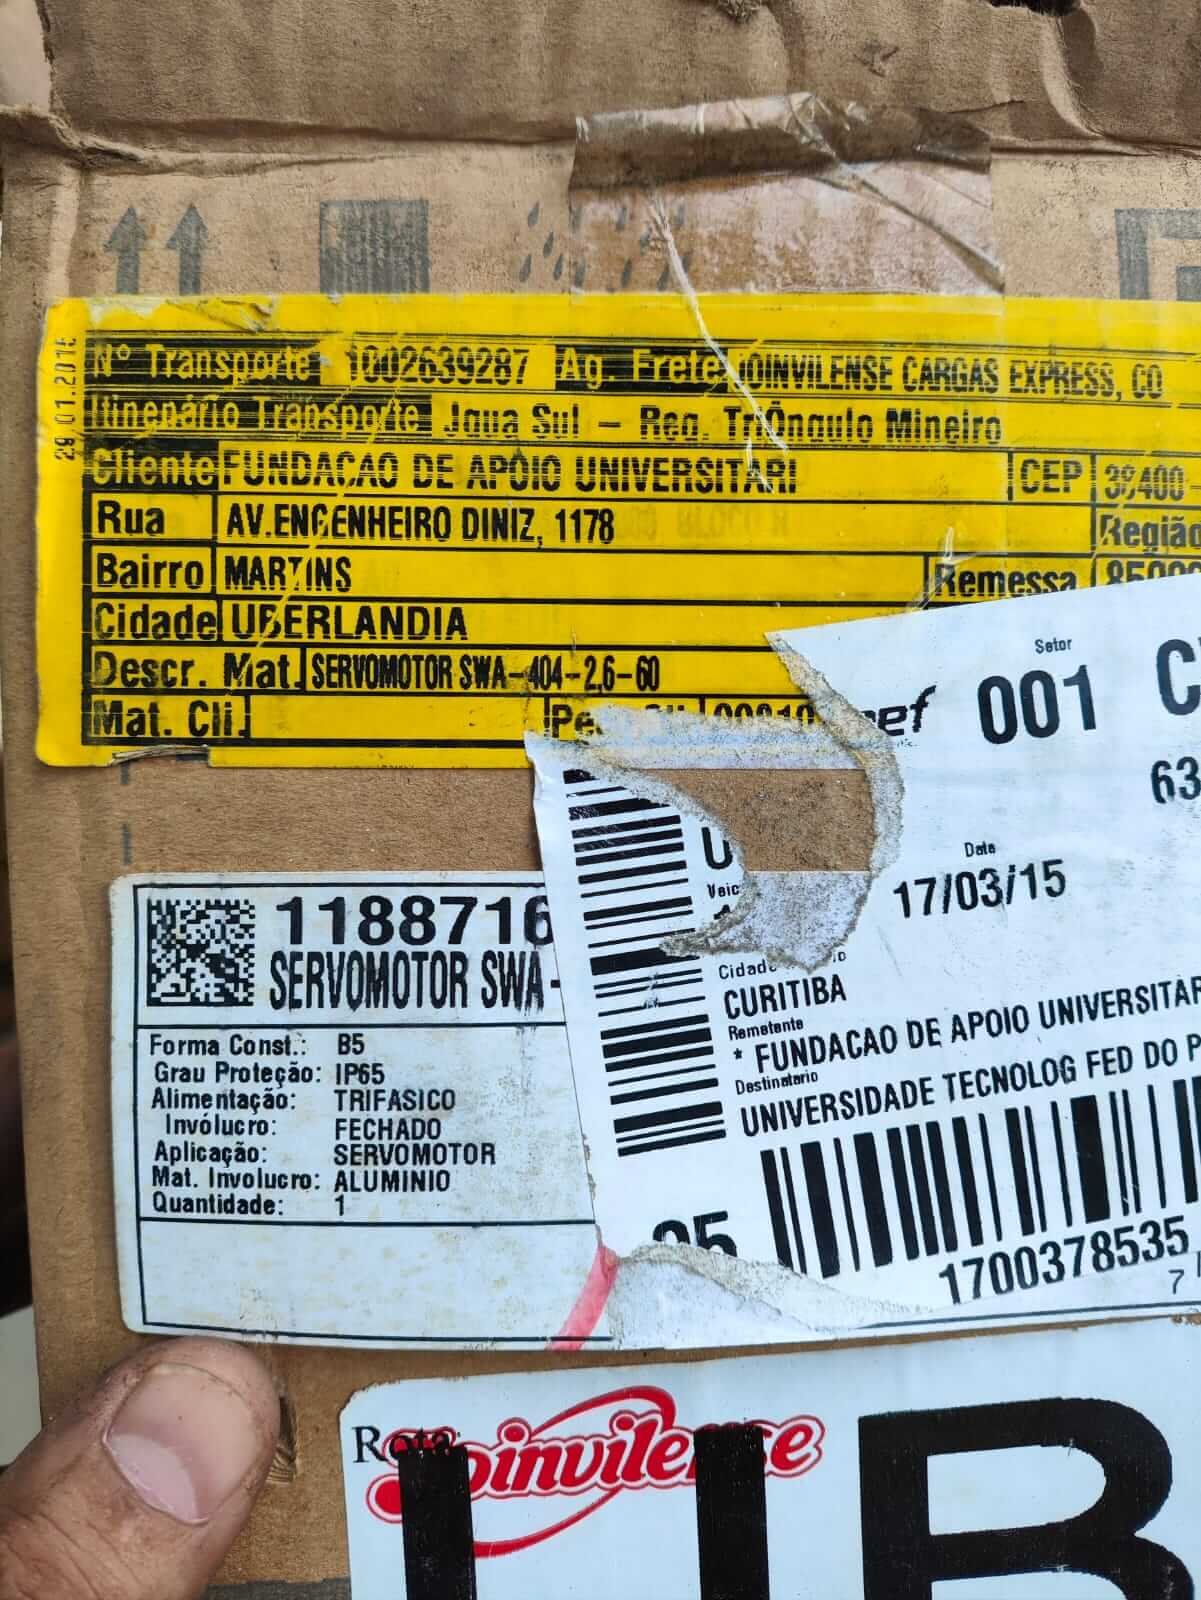 29.01.2015
Nº Transporte 1002639287 Ag. Frete JOINVILENSE CARGAS EXPRESS, CO
Itinenário Transporte Jgua Sul - Reg. TriÔngulo Mineiro
Cliente FUNDACAO DE APOIO UNIVERSITARI CEP 38400-
Rua AV.ENGENHEIRO DINIZ, 1178 Região
Bairro MARTINS Remessa
Cidade UBERLANDIA
Descr. Mat. SERVOMOTOR SWA-404-2,6-60
Mat. Cli.
Setor
001
63
Data
17/03/15
Cidade
CURITIBA
Remetente
* FUNDACAO DE APOIO UNIVERSITAR
Destinatario
UNIVERSIDADE TECNOLOG FED DO P
1700378535
1188716
SERVOMOTOR SWA-
Forma Const.: B5
Grau Proteção: IP65
Alimentação: TRIFASICO
Invólucro: FECHADO
Aplicação: SERVOMOTOR
Mat. Involucro: ALUMINIO
Quantidade: 1
Rota:
Joinvilense